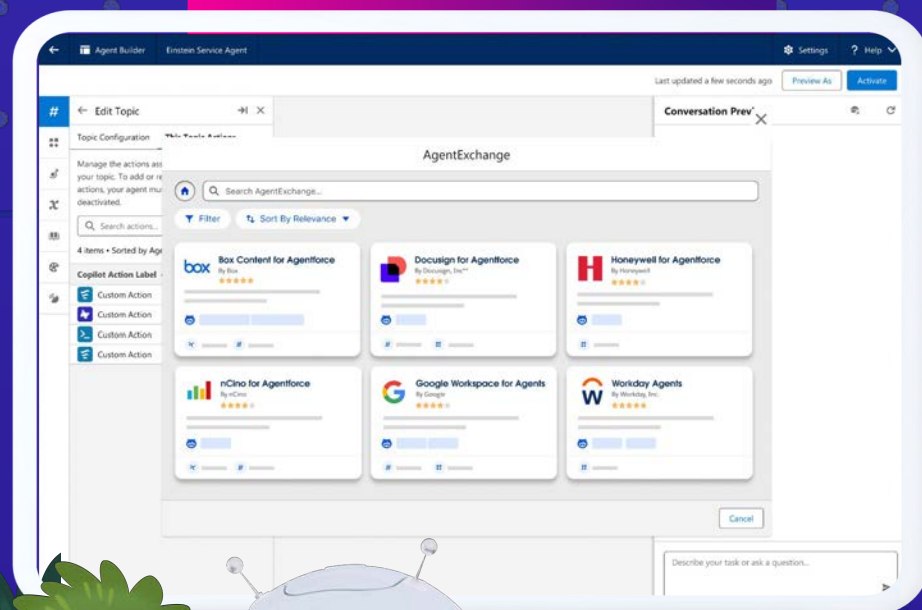 Agent Builder
Einstein Service Agent
Settings
? Help
Last updated a few seconds ago
Preview As
Activate
#
Edit Topic
Conversation Prev
Topic Configuration
This Topic Actions
Manage the actions ass
your topic. To add or re
actions, your agent mu
deactivated.
Search actions...
4 items • Sorted by Age
Copilot Action Label
Custom Action
Custom Action
Custom Action
Custom Action
AgentExchange
Search AgentExchange...
Filter
Sort By Relevance
box
Box Content for Agentforce
By Box
Docusign for Agentforce
By Docusign, Inc
Honeywell for Agentforce
By Honeywell
nCino for Agentforce
By nCino
Google Workspace for Agents
By Google
Workday Agents
By Workday, Inc.
Cancel
Describe your task or ask a question...